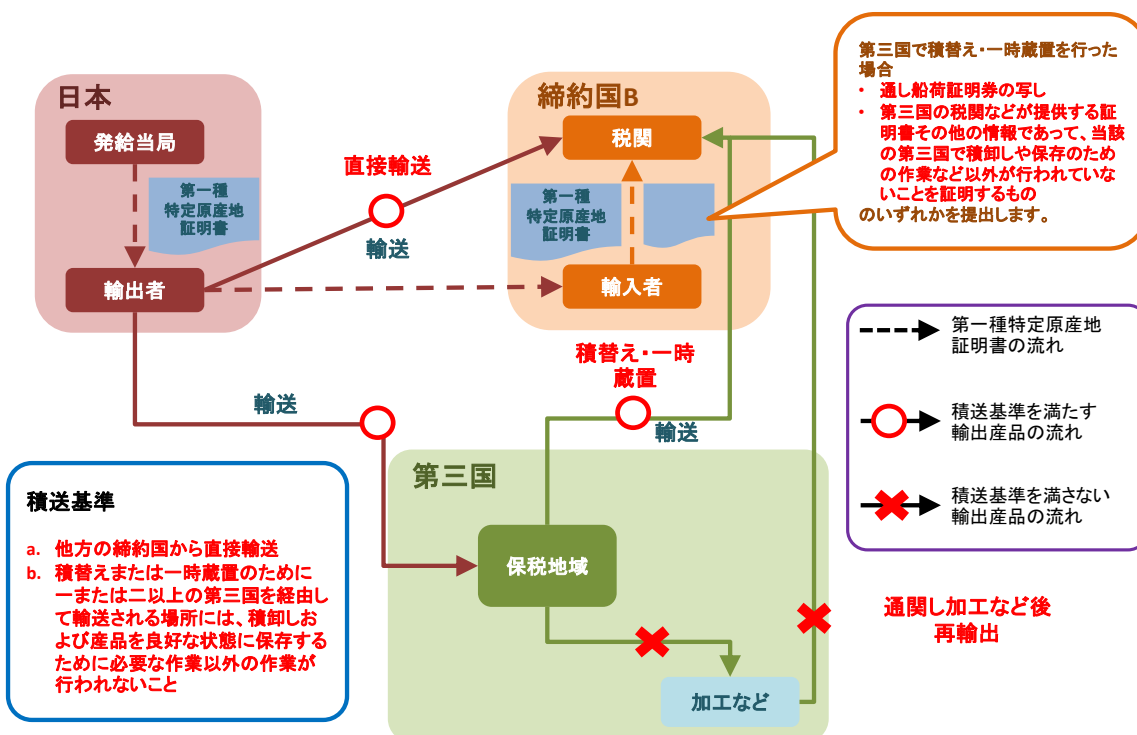 日本
発給当局
第一種
特定原産地
証明書
輸出者
直接輸送
輸送
締約国B
税関
第一種
特定原産地
証明書
輸入者
第三国で積替え・一時蔵置を行った
場合
• 通し船荷証明券の写し
• 第三国の税関などが提供する証
明書その他の情報であって、当該
の第三国で積卸しや保存のため
の作業など以外が行われていな
いことを証明するもの
のいずれかを提出します。
第一種特定原産地
証明書の流れ
積送基準を満たす
輸出産品の流れ
積送基準を満さない
輸出産品の流れ
積替え・一時
蔵置
輸送
輸送
第三国
保税地域
加工など
通関し加工など後
再輸出
積送基準
a. 他方の締約国から直接輸送
b. 積替えまたは一時蔵置のために
一または二以上の第三国を経由し
て輸送される場所には、積卸しお
よび産品を良好な状態に保存する
ために必要な作業以外の作業が
行われないこと